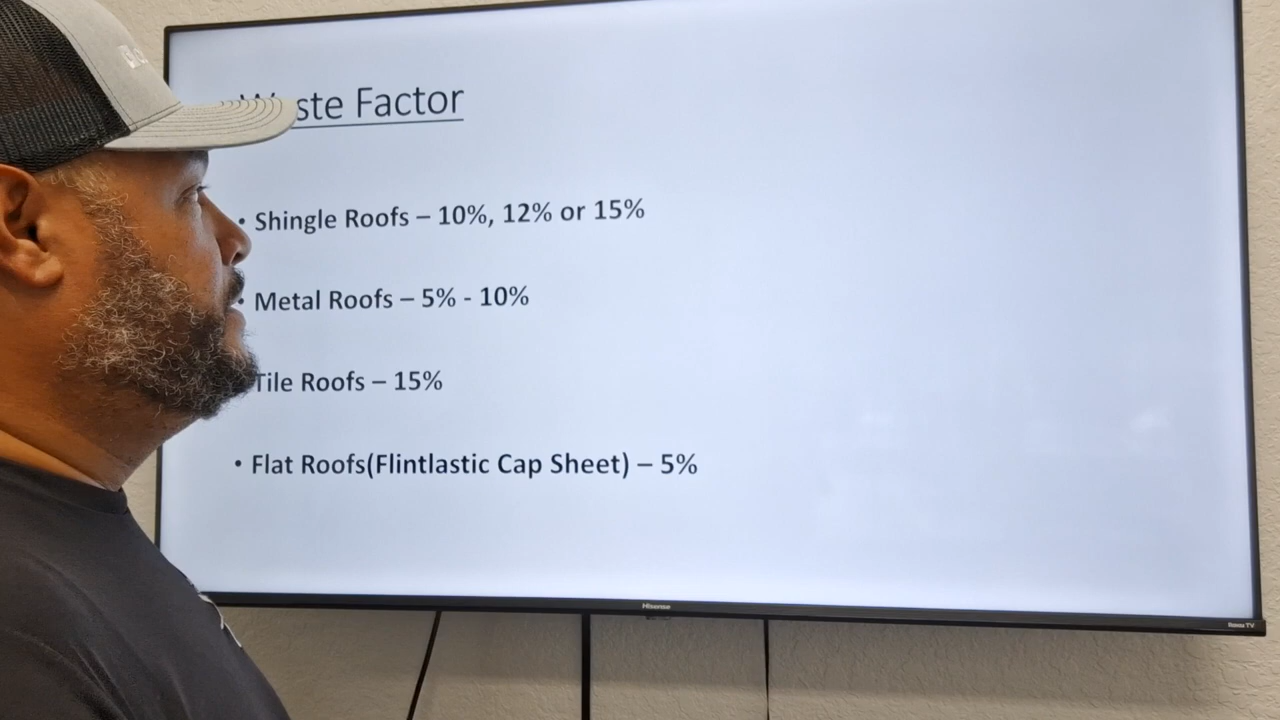 Waste Factor
• Shingle Roofs – 10%, 12% or 15%
• Metal Roofs – 5% - 10%
Tile Roofs – 15%
• Flat Roofs(Flintlastic Cap Sheet) – 5%
Hisense
Roku TV